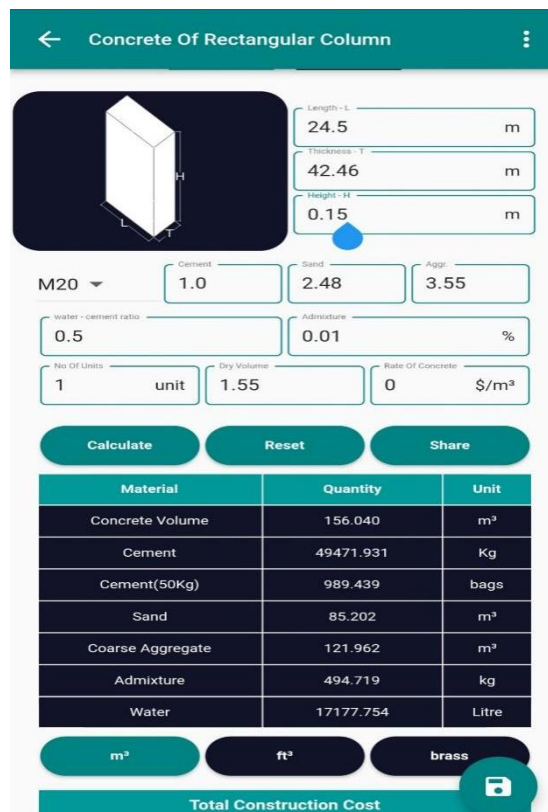 Concrete Of Rectangular Column
Length - L
24.5 m
Thickness - T
42.46 m
Height - H
0.15 m
H
L T
M20
Cement
1.0
Sand
2.48
Aggr.
3.55
water - cement ratio
0.5
Admixture
0.01 %
No Of Units
1 unit
Dry Volume
1.55
Rate Of Concrete
0 $/m³
Calculate Reset Share
Material Quantity Unit
Concrete Volume 156.040 m³
Cement 49471.931 Kg
Cement(50Kg) 989.439 bags
Sand 85.202 m³
Coarse Aggregate 121.962 m³
Admixture 494.719 kg
Water 17177.754 Litre
m³ ft³ brass
Total Construction Cost